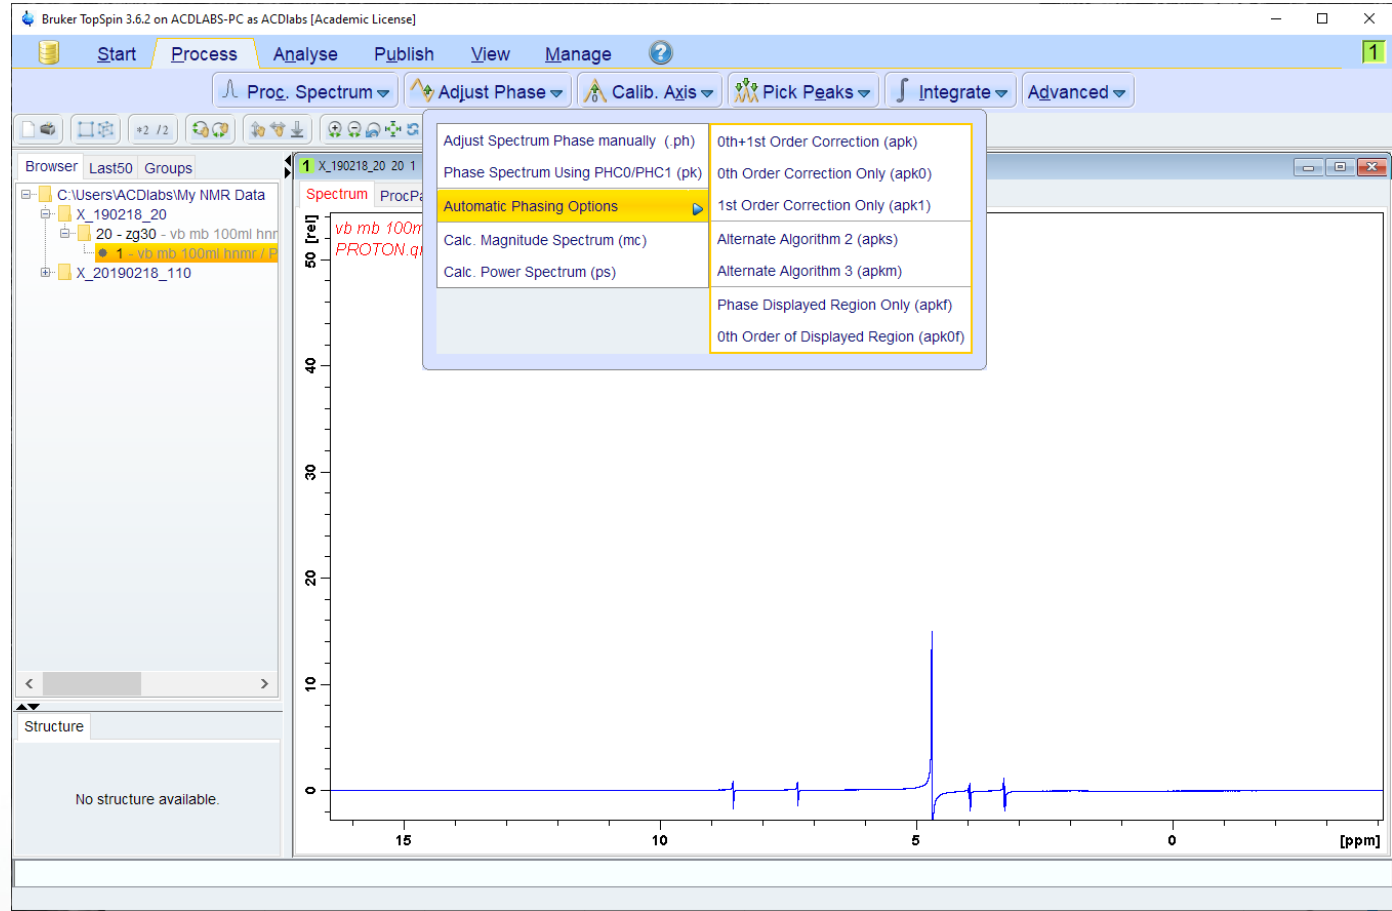 Bruker TopSpin 3.6.2 on ACDLABS-PC as ACDlabs [Academic License]
Start Process Analyse Publish View Manage ? 1
Proc. Spectrum Adjust Phase Calib. Axis Pick Peaks Integrate Advanced
*2 /2
Browser Last50 Groups
C:\Users\ACDlabs\My NMR Data
X_190218_20
20 - zg30 - vb mb 100ml hnr
1 - vb mb 100ml hnmr / P
X_20190218_110
Structure
No structure available.
1 X_190218_20 20 1
Spectrum ProcPa
vb mb 100m
PROTON.qr
Adjust Spectrum Phase manually (.ph)
Phase Spectrum Using PHC0/PHC1 (pk)
Automatic Phasing Options
Calc. Magnitude Spectrum (mc)
Calc. Power Spectrum (ps)
0th+1st Order Correction (apk)
0th Order Correction Only (apk0)
1st Order Correction Only (apk1)
Alternate Algorithm 2 (apks)
Alternate Algorithm 3 (apkm)
Phase Displayed Region Only (apkf)
0th Order of Displayed Region (apk0f)
[rel]
50
40
30
20
10
0
15 10 5 0 [ppm]